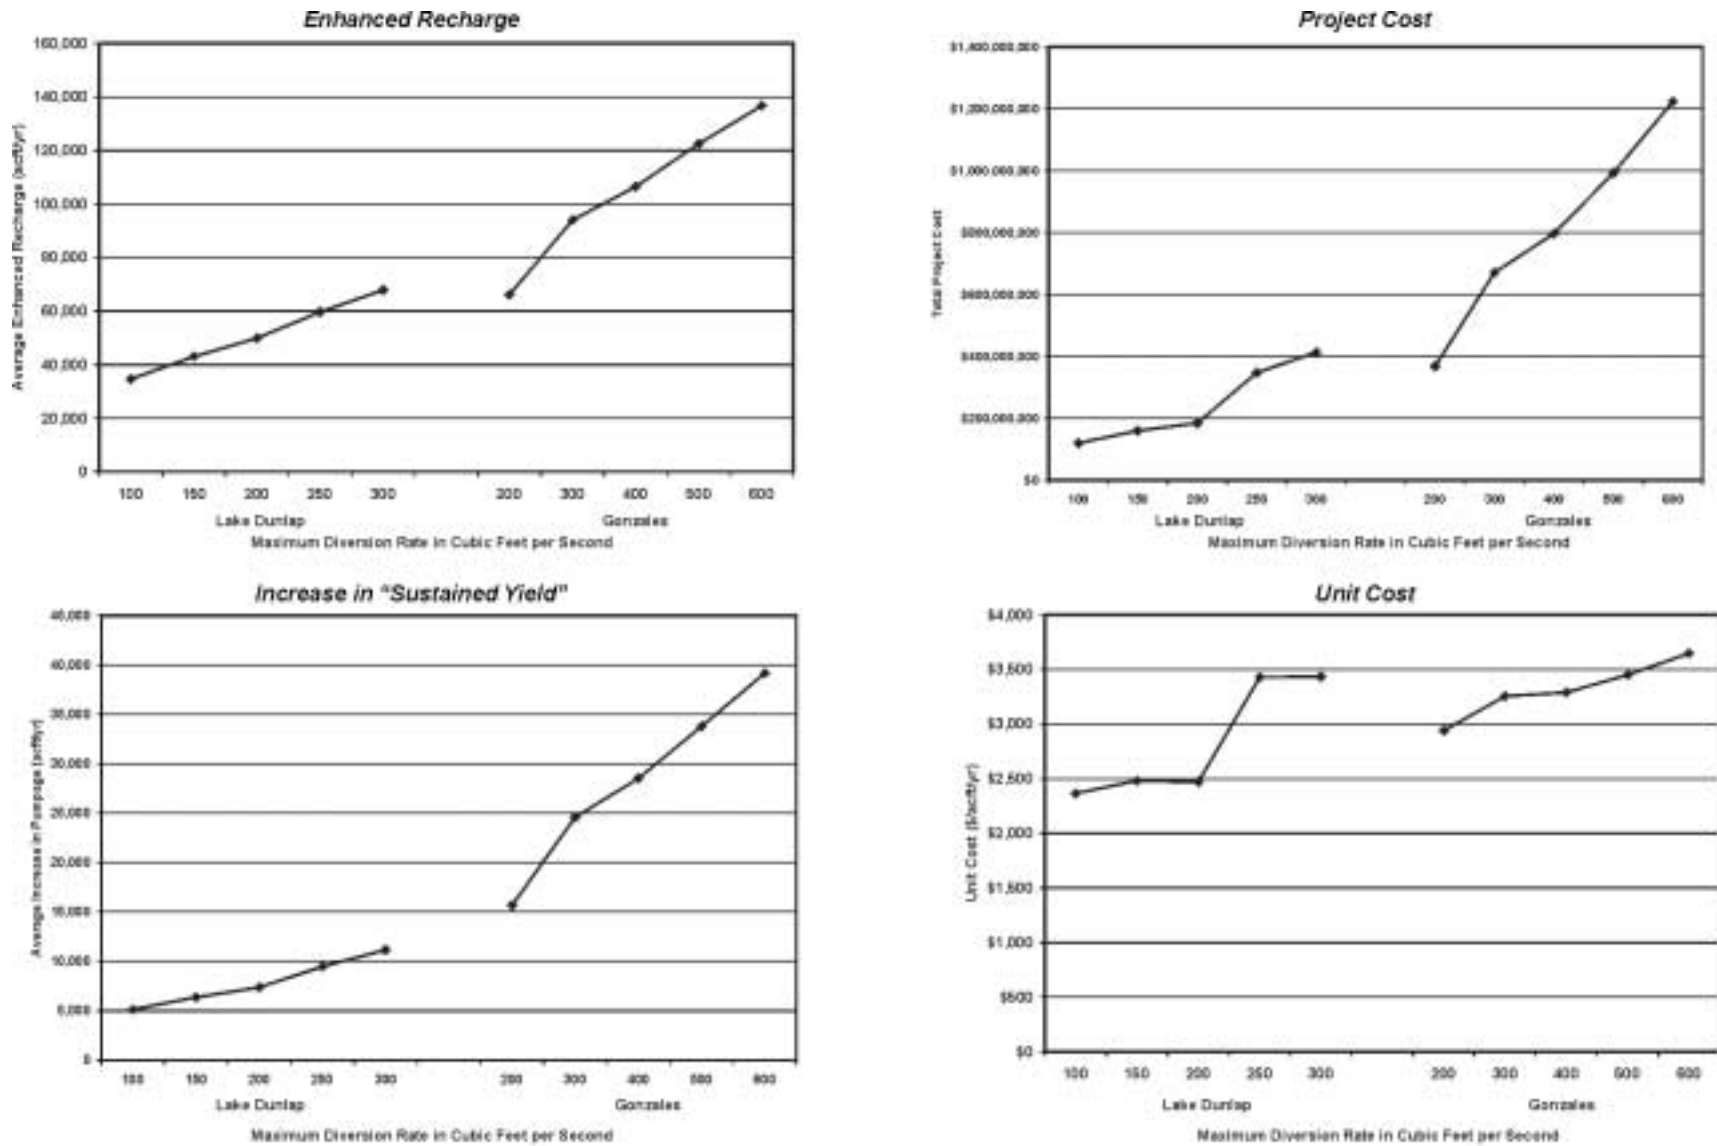 Enhanced Recharge
160,000
140,000
120,000
100,000
80,000
60,000
40,000
20,000
0
Average Enhanced Recharge (acft/yr)
100 150 200 250 300 200 300 400 500 600
Lake Dunlap Gonzales
Maximum Diversion Rate in Cubic Feet per Second
Project Cost
$1,400,000,000
$1,200,000,000
$1,000,000,000
$800,000,000
$600,000,000
$400,000,000
$200,000,000
$0
Total Project Cost
100 150 200 250 300 200 300 400 500 600
Lake Dunlap Gonzales
Maximum Diversion Rate in Cubic Feet per Second
Increase in “Sustained Yield”
45,000
40,000
35,000
30,000
25,000
20,000
15,000
10,000
5,000
0
Average Increase in Pumpage (acft/yr)
100 150 200 250 300 200 300 400 500 600
Lake Dunlap Gonzales
Maximum Diversion Rate in Cubic Feet per Second
Unit Cost
$4,000
$3,500
$3,000
$2,500
$2,000
$1,500
$1,000
$500
$0
Unit Cost ($/acft/yr)
100 150 200 250 300 200 300 400 500 600
Lake Dunlap Gonzales
Maximum Diversion Rate in Cubic Feet per Second